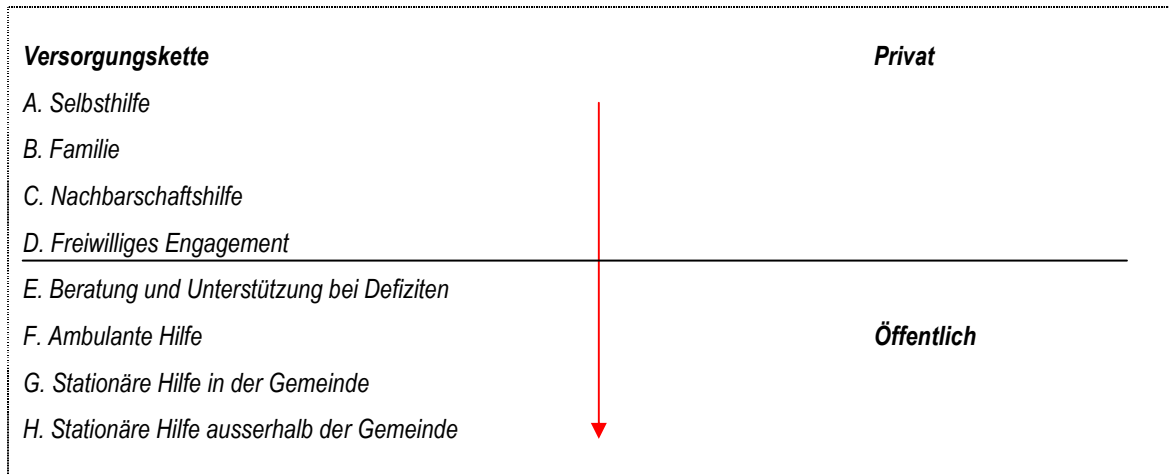 Versorgungskette Privat
A. Selbsthilfe
B. Familie
C. Nachbarschaftshilfe
D. Freiwilliges Engagement
E. Beratung und Unterstützung bei Defiziten
F. Ambulante Hilfe Öffentlich
G. Stationäre Hilfe in der Gemeinde
H. Stationäre Hilfe ausserhalb der Gemeinde